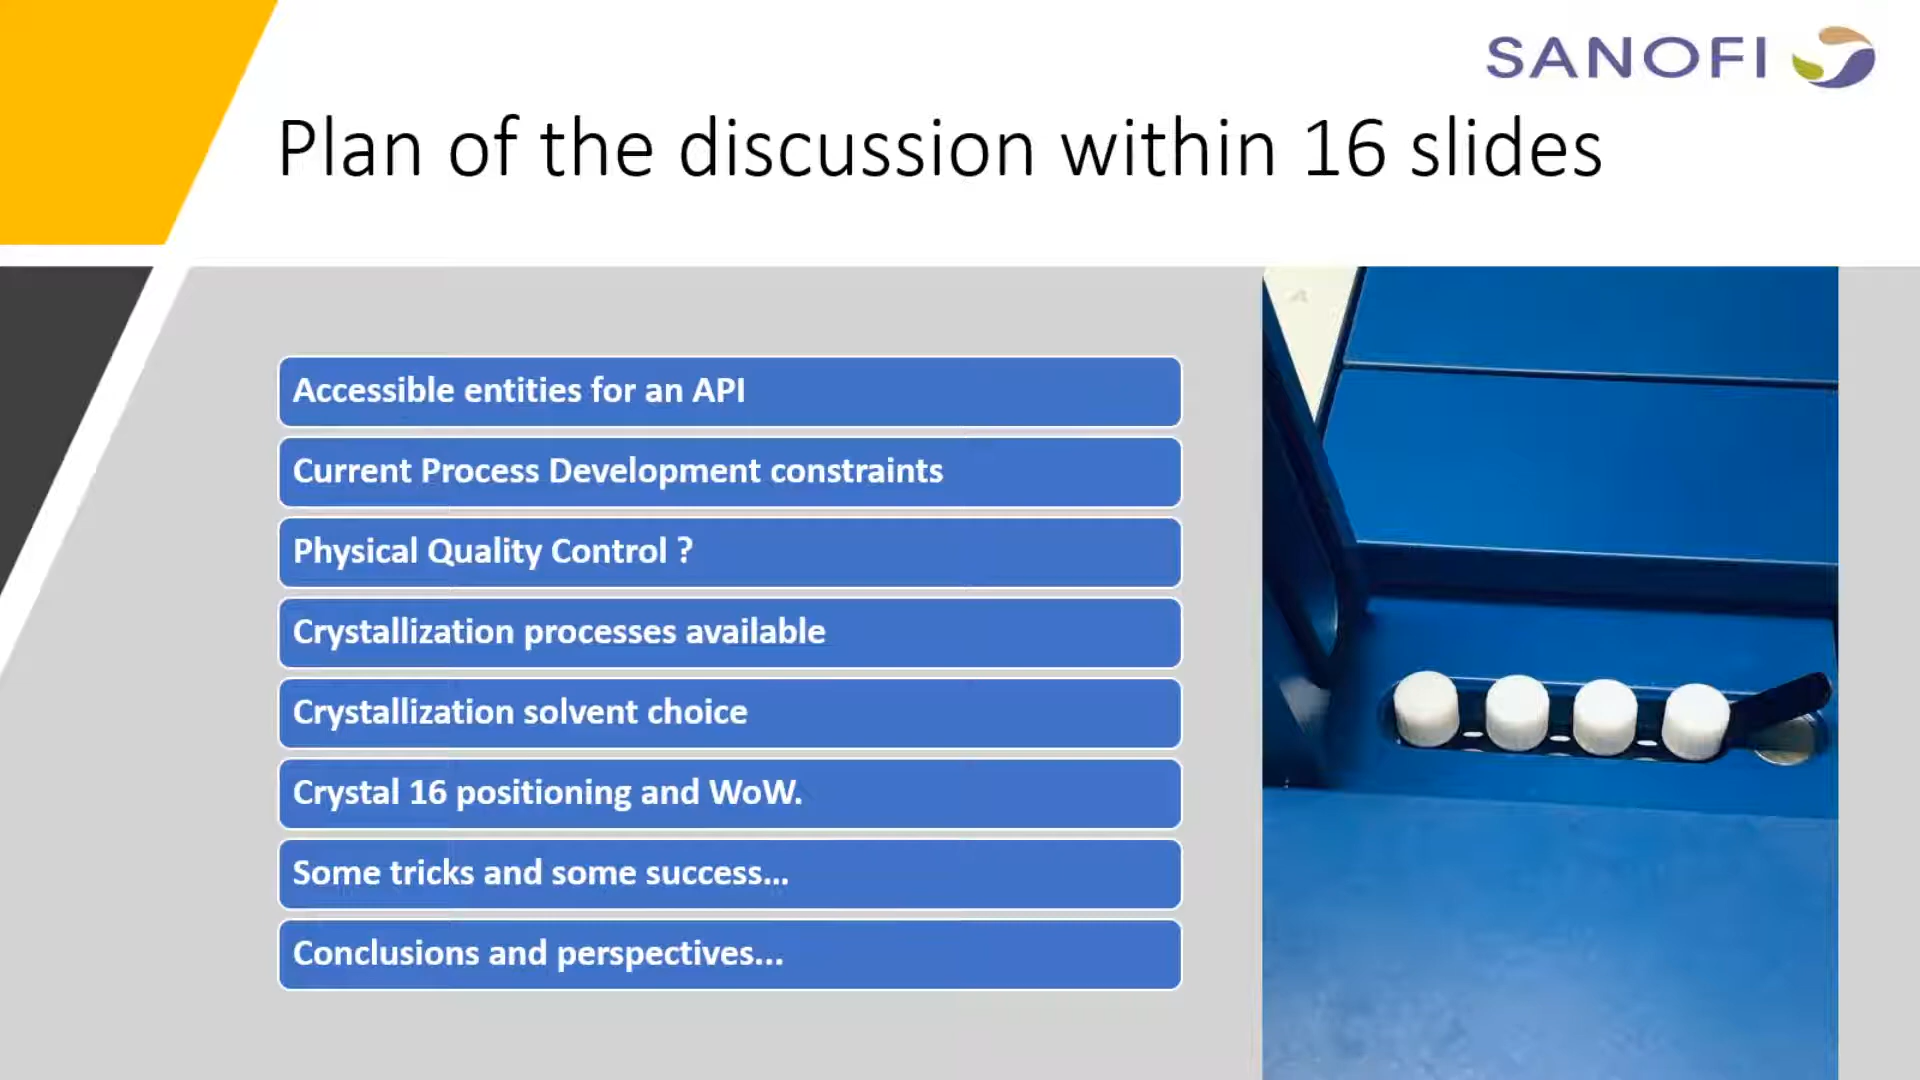 SANOFI
Plan of the discussion within 16 slides
Accessible entities for an API
Current Process Development constraints
Physical Quality Control ?
Crystallization processes available
Crystallization solvent choice
Crystal 16 positioning and WoW.
Some tricks and some success...
Conclusions and perspectives...